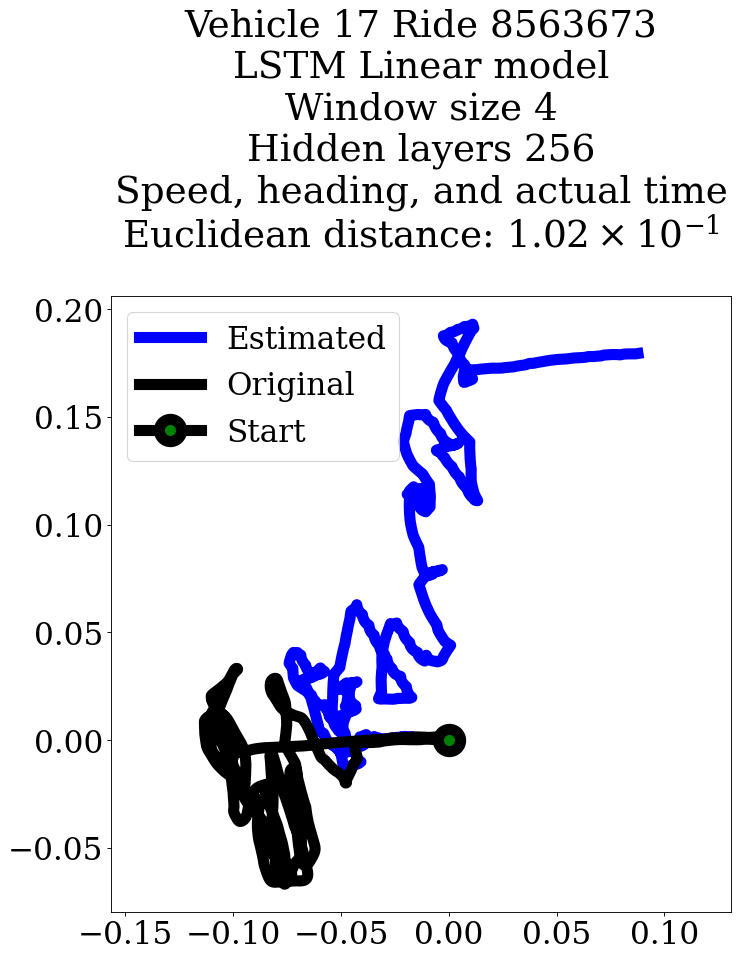 Vehicle 17 Ride 8563673
LSTM Linear model
Window size 4
Hidden layers 256
Speed, heading, and actual time
Euclidean distance: 1.02 × 10⁻¹
Estimated
Original
Start
0.20
0.15
0.10
0.05
0.00
−0.05
−0.15 −0.10 −0.05 0.00 0.05 0.10